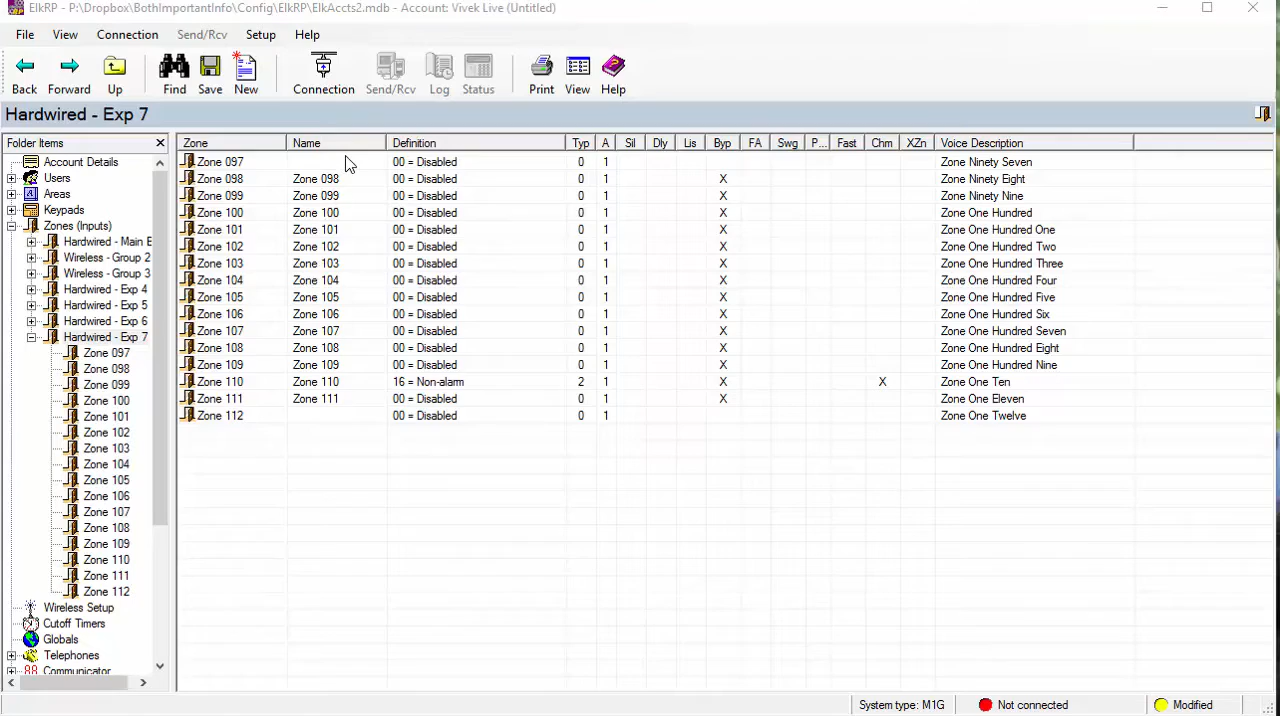 ElkRP - P:\Dropbox\BothImportantInfo\Config\ElkRP\ElkAccts2.mdb - Account: Vivek Live (Untitled)
File View Connection Send/Rcv Setup Help
Back Forward Up Find Save New Connection Send/Rcv Log Status Print View Help
Hardwired - Exp 7
Folder Items
Account Details
Users
Areas
Keypads
Zones (Inputs)
Hardwired - Main E
Wireless - Group 2
Wireless - Group 3
Hardwired - Exp 4
Hardwired - Exp 5
Hardwired - Exp 6
Hardwired - Exp 7
Zone 097
Zone 098
Zone 099
Zone 100
Zone 101
Zone 102
Zone 103
Zone 104
Zone 105
Zone 106
Zone 107
Zone 108
Zone 109
Zone 110
Zone 111
Zone 112
Wireless Setup
Cutoff Timers
Globals
Telephones
Communicator
Zone Name Definition Typ A Sil Dly Lis Byp FA Swg P... Fast Chm XZn Voice Description
Zone 097 00 = Disabled 0 1 Zone Ninety Seven
Zone 098 Zone 098 00 = Disabled 0 1 X Zone Ninety Eight
Zone 099 Zone 099 00 = Disabled 0 1 X Zone Ninety Nine
Zone 100 Zone 100 00 = Disabled 0 1 X Zone One Hundred
Zone 101 Zone 101 00 = Disabled 0 1 X Zone One Hundred One
Zone 102 Zone 102 00 = Disabled 0 1 X Zone One Hundred Two
Zone 103 Zone 103 00 = Disabled 0 1 X Zone One Hundred Three
Zone 104 Zone 104 00 = Disabled 0 1 X Zone One Hundred Four
Zone 105 Zone 105 00 = Disabled 0 1 X Zone One Hundred Five
Zone 106 Zone 106 00 = Disabled 0 1 X Zone One Hundred Six
Zone 107 Zone 107 00 = Disabled 0 1 X Zone One Hundred Seven
Zone 108 Zone 108 00 = Disabled 0 1 X Zone One Hundred Eight
Zone 109 Zone 109 00 = Disabled 0 1 X Zone One Hundred Nine
Zone 110 Zone 110 16 = Non-alarm 2 1 X X Zone One Ten
Zone 111 Zone 111 00 = Disabled 0 1 X Zone One Eleven
Zone 112 00 = Disabled 0 1 Zone One Twelve
System type: M1G Not connected Modified